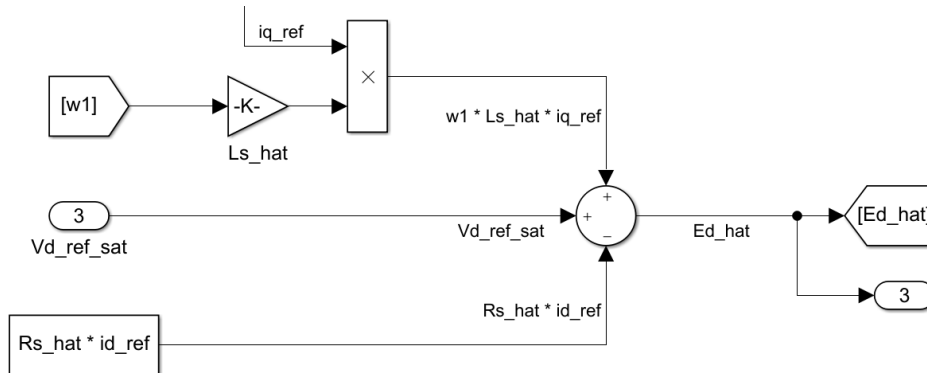 iq_ref
[w1]
-K-
×
Ls_hat
w1 * Ls_hat * iq_ref
3
Vd_ref_sat
Vd_ref_sat
+
+
−
Ed_hat
[Ed_hat]
3
Rs_hat * id_ref
Rs_hat * id_ref